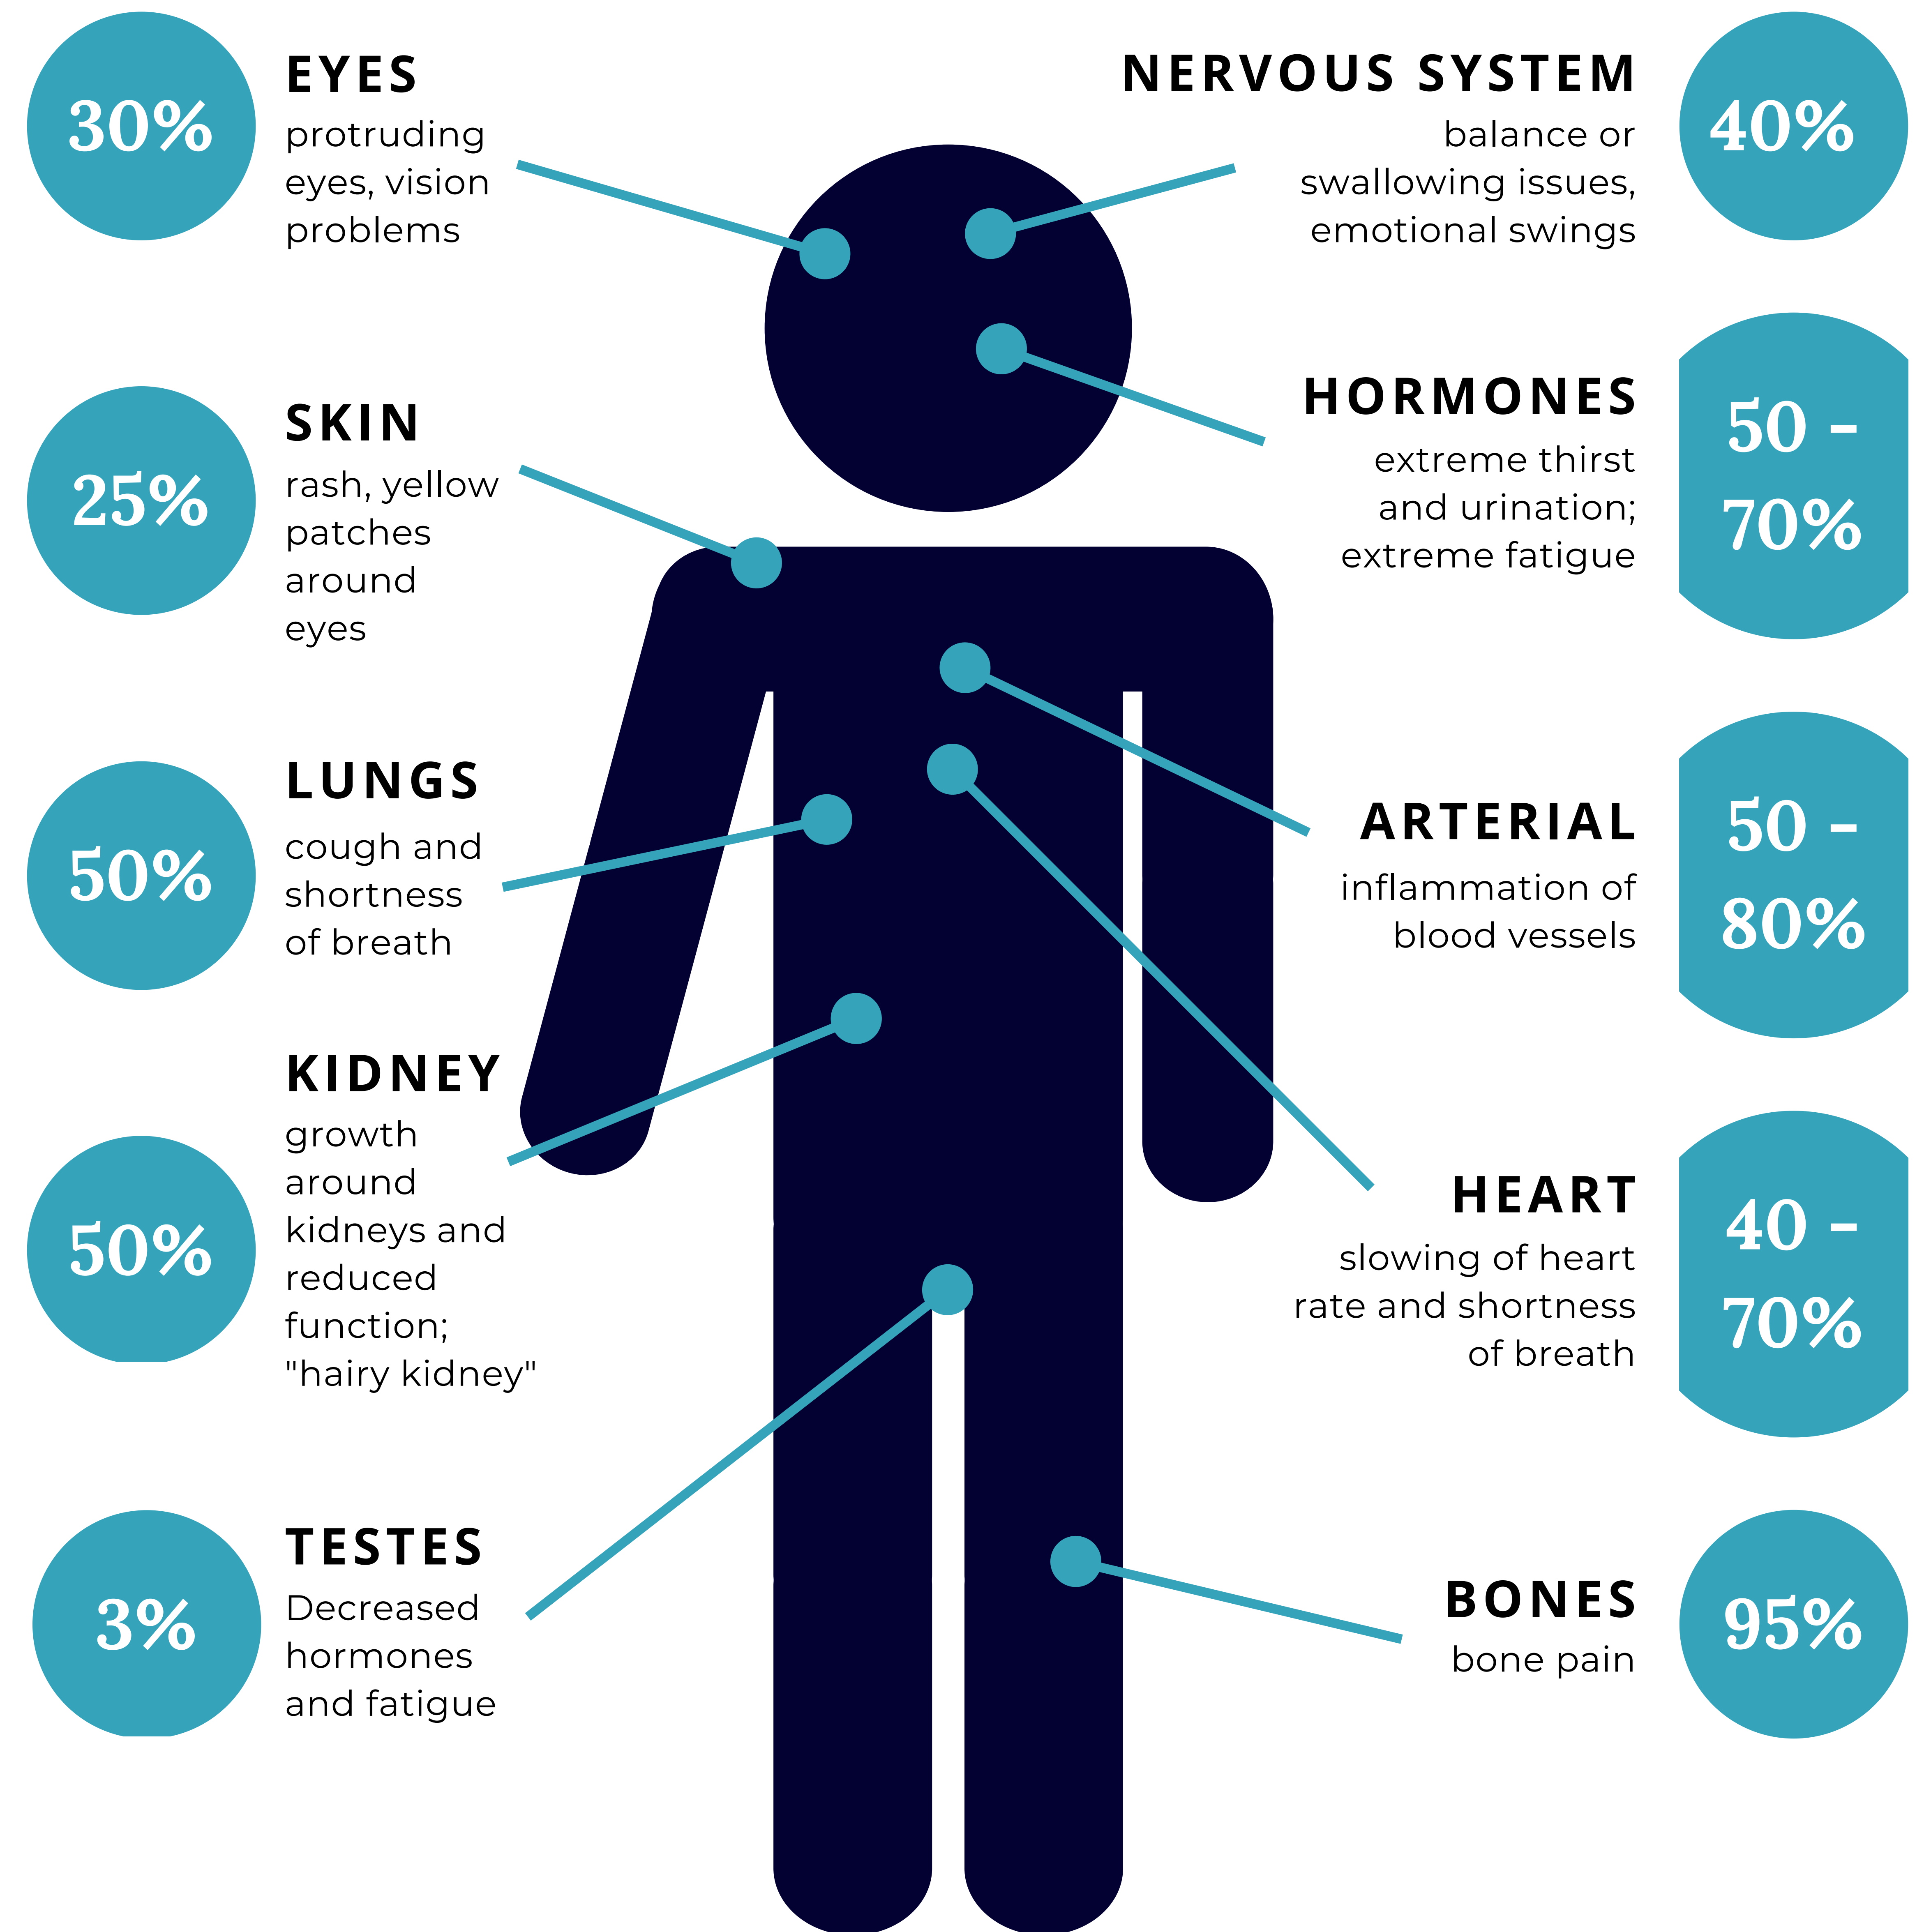 30%
EYES
protruding
eyes, vision
problems
25%
SKIN
rash, yellow
patches
around
eyes
50%
LUNGS
cough and
shortness
of breath
50%
KIDNEY
growth
around
kidneys and
reduced
function;
"hairy kidney"
3%
TESTES
Decreased
hormones
and fatigue
NERVOUS SYSTEM
balance or
swallowing issues,
emotional swings
40%
HORMONES
extreme thirst
and urination;
extreme fatigue
50 -
70%
ARTERIAL
inflammation of
blood vessels
50 -
80%
HEART
slowing of heart
rate and shortness
of breath
40 -
70%
BONES
bone pain
95%